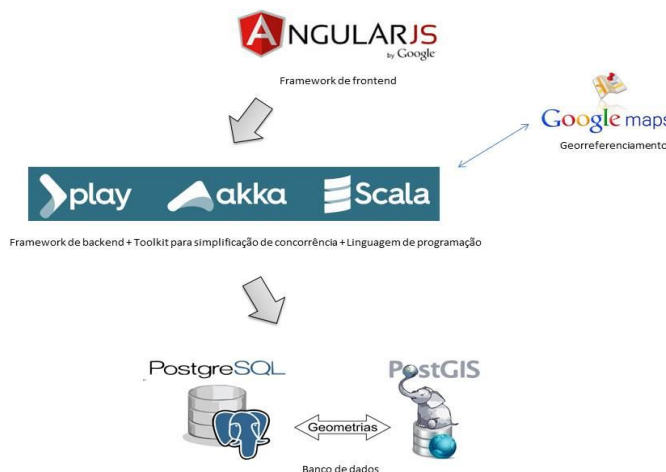 ANGULARJS
by Google
Framework de frontend
Google maps
Georreferenciamento
play akka Scala
Framework de backend + Toolkit para simplificação de concorrência + Linguagem de programação
PostgreSQL
PostGIS
Geometrias
Banco de dados